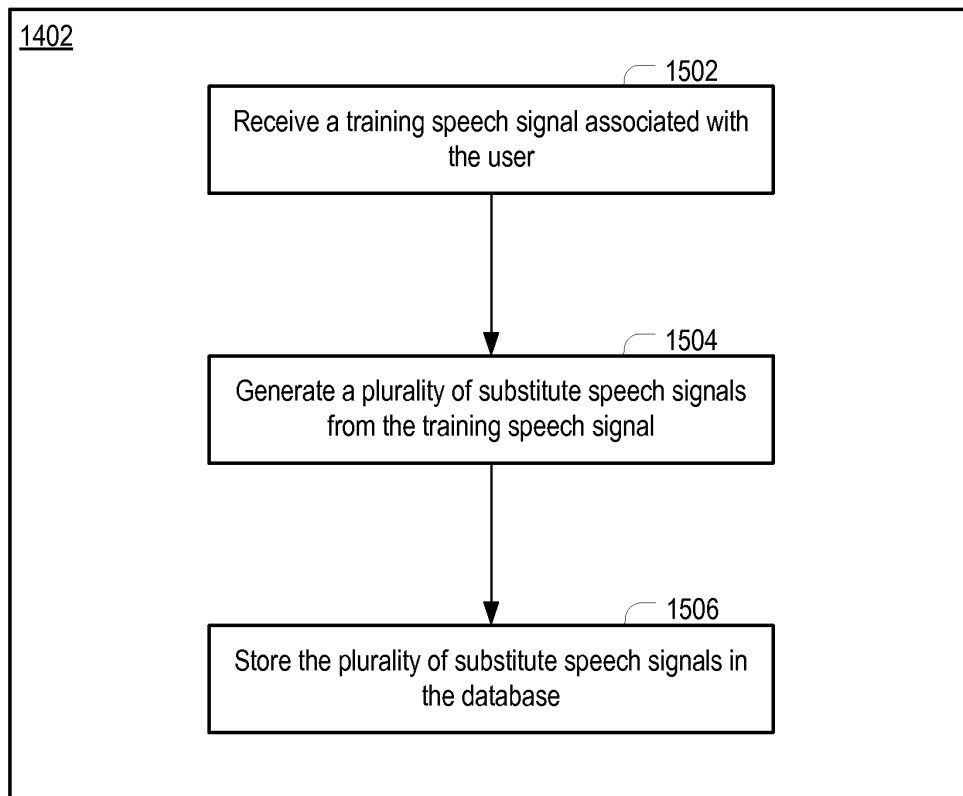 1402
1502
Receive a training speech signal associated with
the user
1504
Generate a plurality of substitute speech signals
from the training speech signal
1506
Store the plurality of substitute speech signals in
the database